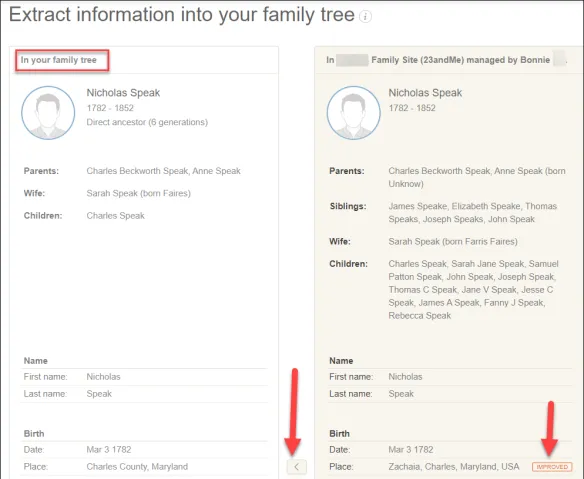 Extract information into your family tree i
In your family tree
Nicholas Speak
1782 - 1852
Direct ancestor (6 generations)
Parents: Charles Beckworth Speak, Anne Speak
Wife: Sarah Speak (born Faires)
Children: Charles Speak
Name
First name: Nicholas
Last name: Speak
Birth
Date: Mar 3 1782
Place: Charles County, Maryland
In Family Site (23andMe) managed by Bonnie .
Nicholas Speak
1782 - 1852
Parents: Charles Beckworth Speak, Anne Speak (born
Unknow)
Siblings: James Speake, Elizabeth Speake, Thomas
Speaks, Joseph Speaks, John Speak
Wife: Sarah Speak (born Farris Faires)
Children: Charles Speak, Sarah Jane Speak, Samuel
Patton Speak, John Speak, Joseph Speak,
Thomas C Speak, Jane V Speak, Jesse C
Speak, James A Speak, Fanny J Speak,
Rebecca Speak
Name
First name: Nicholas
Last name: Speak
Birth
Date: Mar 3 1782
Place: Zachaia, Charles, Maryland, USA IMPROVED